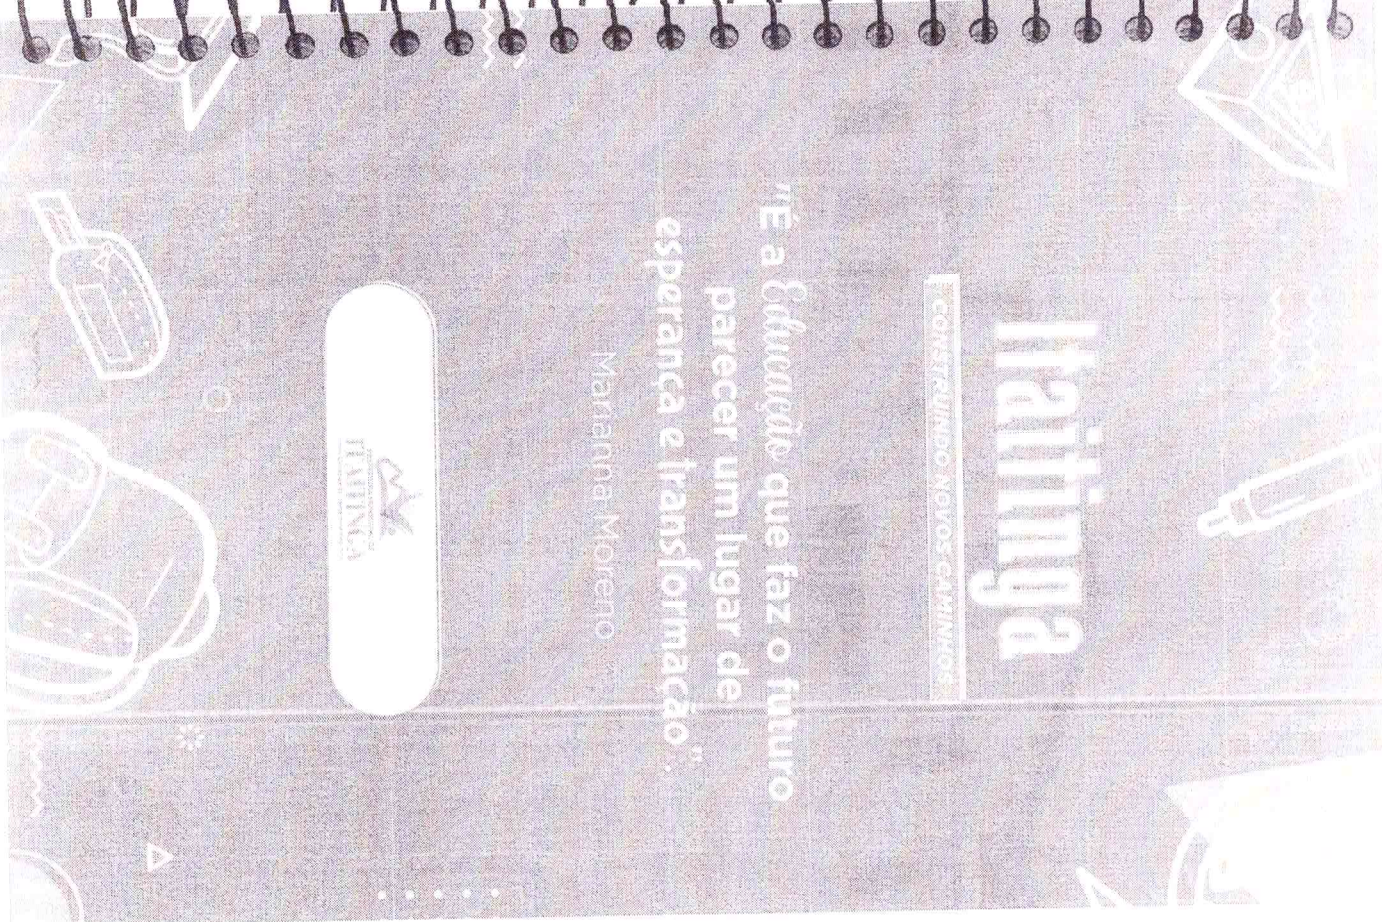 Itaitinga
CONSTRUINDO NOVOS CAMINHOS
"É a Educação que faz o futuro
parecer um lugar de
esperança e transformação".
Marianna Moreno
ITAITINGA